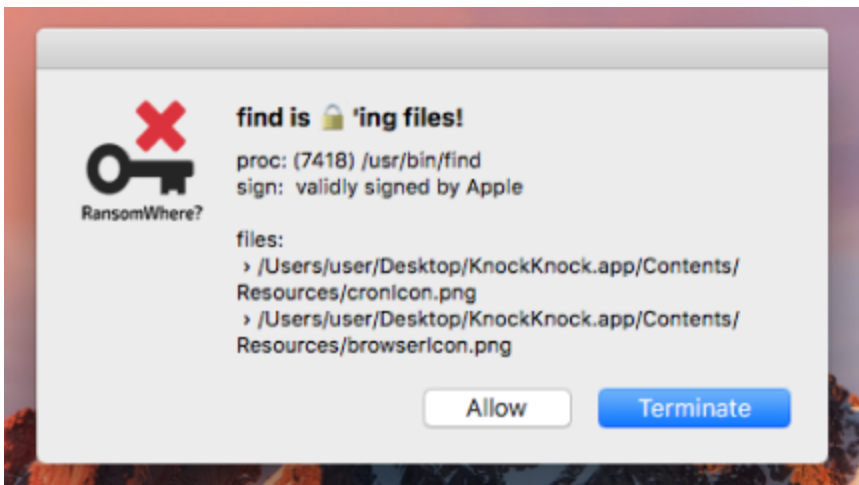 find is 🔒 'ing files!
proc: (7418) /usr/bin/find
sign: validly signed by Apple
RansomWhere?
files:
› /Users/user/Desktop/KnockKnock.app/Contents/
Resources/cronIcon.png
› /Users/user/Desktop/KnockKnock.app/Contents/
Resources/browserIcon.png
Allow
Terminate